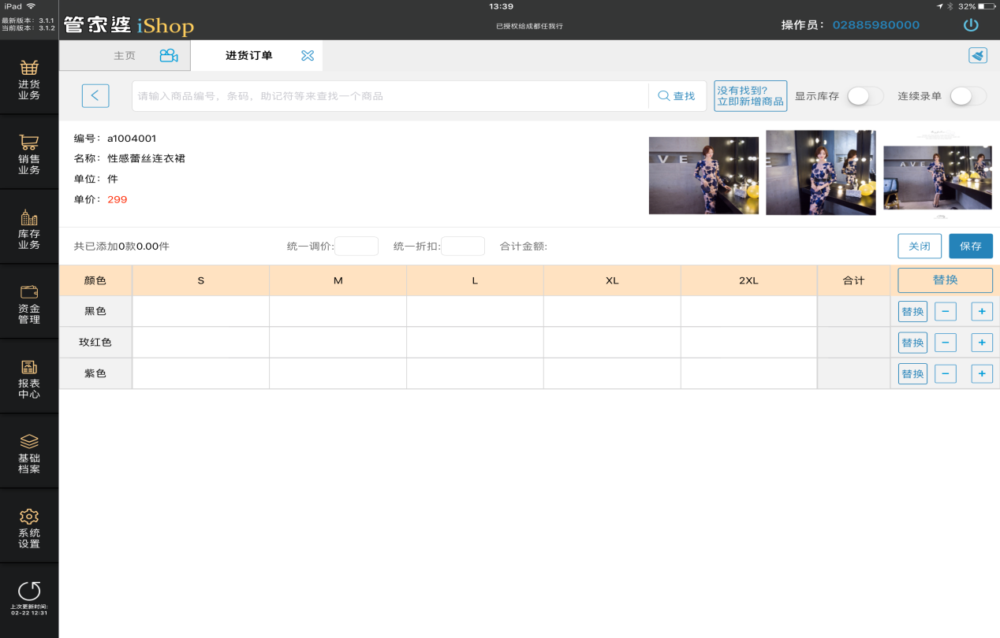 iPad
13:39
32%
最新版本: 3.1.1
当前版本: 3.1.2
管家婆 iShop
已授权给成都任我行
操作员: 02885980000
主页
进货订单
请输入商品编号，条码，助记符等来查找一个商品
查找
没有找到?
立即新增商品
显示库存
连续录单
进货
业务
销售
业务
库存
业务
资金
管理
报表
中心
基础
档案
系统
设置
上次更新时间:
02-22 12:31
编号: a1004001
名称: 性感蕾丝连衣裙
单位: 件
单价: 299
AVE
共已添加0款0.00件
统一调价:
统一折扣:
合计金额:
关闭
保存
颜色 S M L XL 2XL 合计 替换
黑色 替换 − +
玫红色 替换 − +
紫色 替换 − +